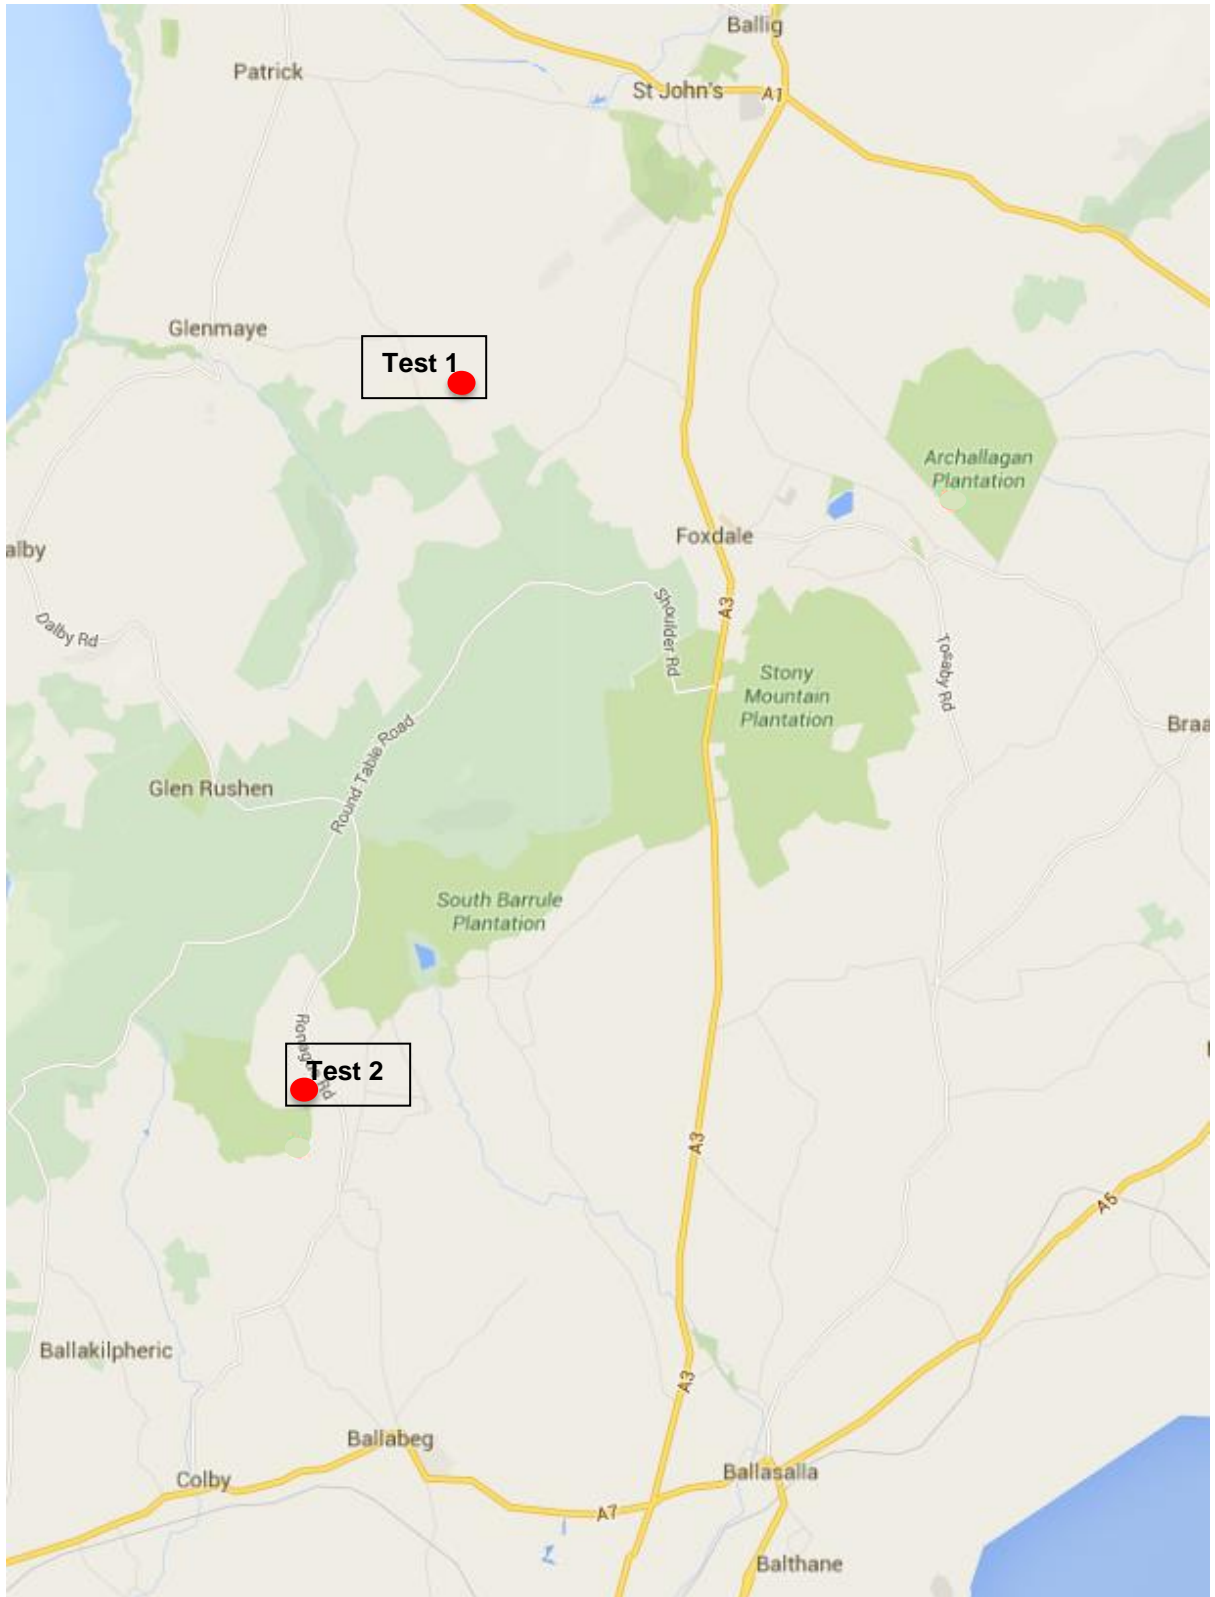 Ballig
Patrick
St John's
A1
Glenmaye
Test 1
Archallagan
Plantation
Foxdale
alby
A3
Shoulder Rd
Dalby Rd
Tosaby Rd
Stony
Mountain
Plantation
Braa
Round Table Road
Glen Rushen
South Barrule
Plantation
Test 2
A3
A5
Ballakilpheric
A3
Ballabeg
Colby
Ballasalla
A7
Balthane